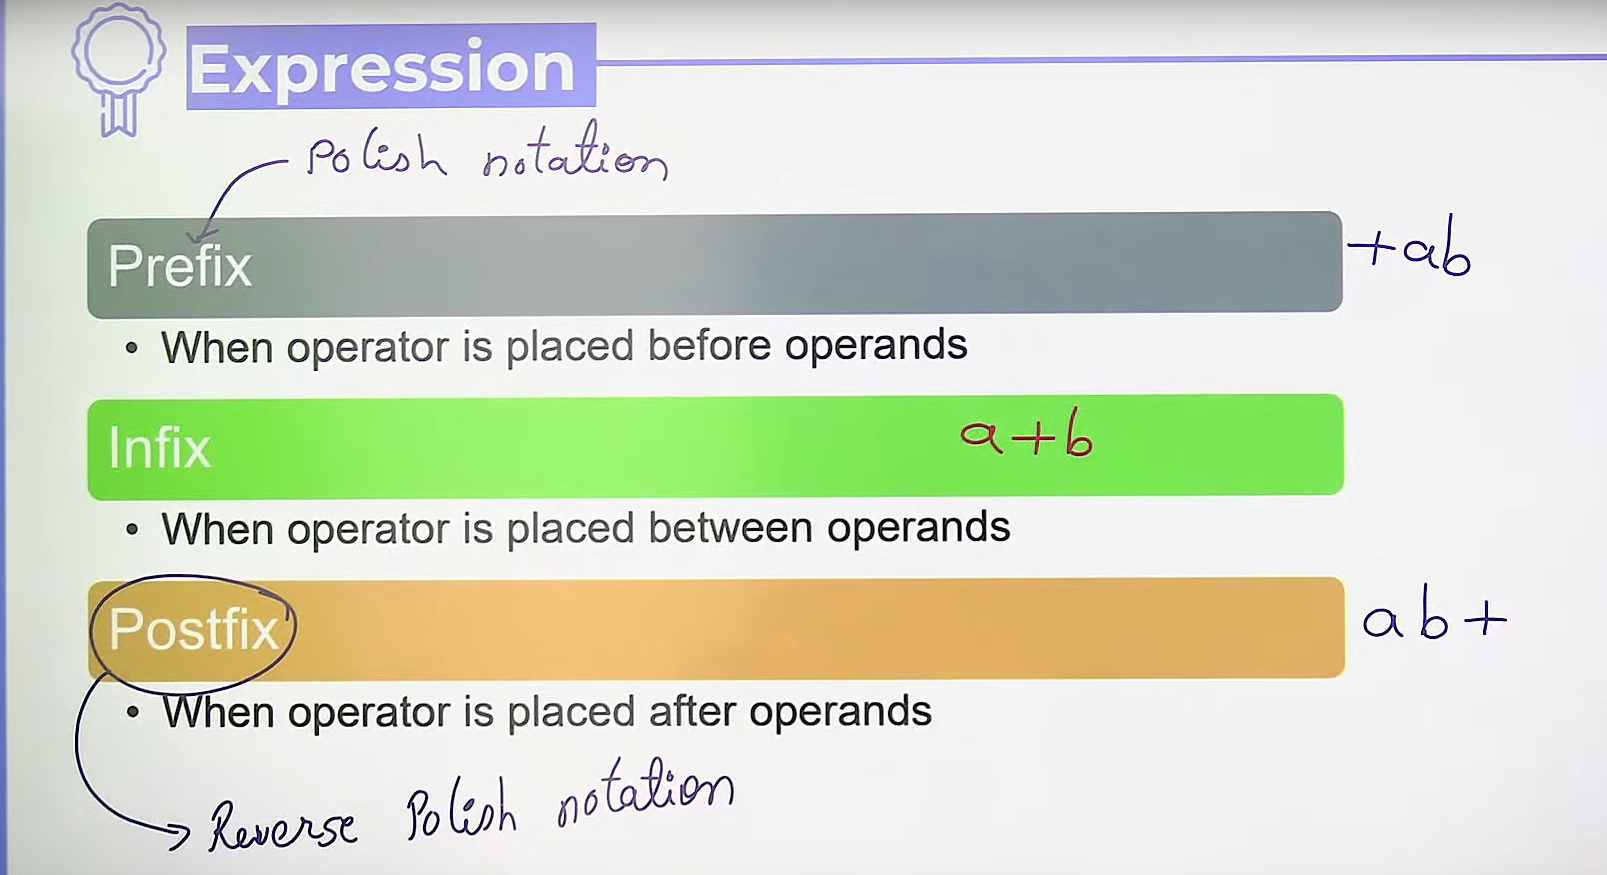 Expression
Polish notation
Prefix
+ab
• When operator is placed before operands
Infix
a+b
• When operator is placed between operands
Postfix
ab+
• When operator is placed after operands
Reverse Polish notation